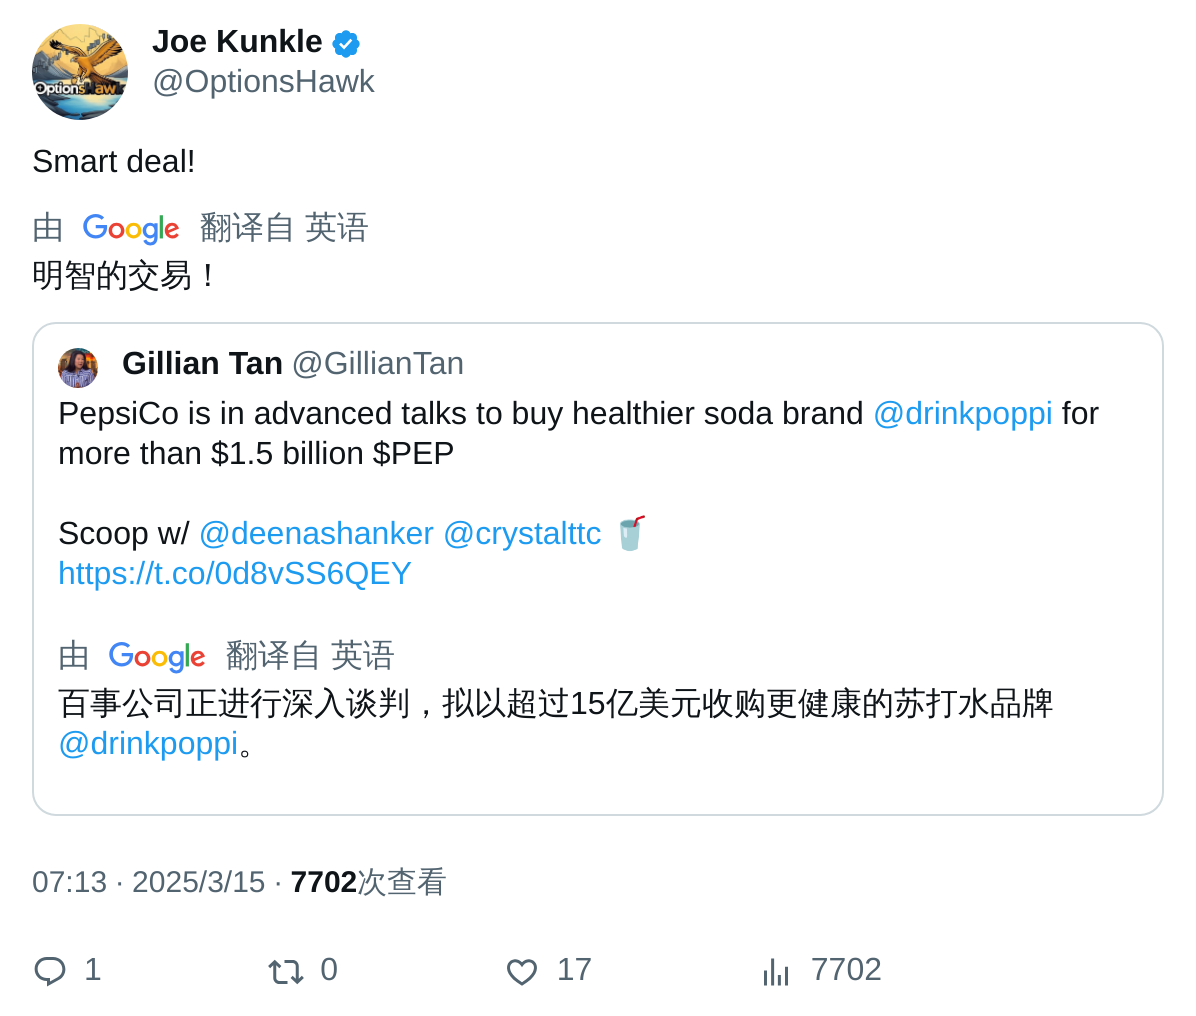 OptionsHawk
Joe Kunkle
@OptionsHawk
Smart deal!
由 Google 翻译自 英语
明智的交易！
Gillian Tan @GillianTan
PepsiCo is in advanced talks to buy healthier soda brand @drinkpoppi for
more than $1.5 billion $PEP
Scoop w/ @deenashanker @crystalttc 🥤
https://t.co/0d8vSS6QEY
由 Google 翻译自 英语
百事公司正进行深入谈判，拟以超过15亿美元收购更健康的苏打水品牌
@drinkpoppi。
07:13 · 2025/3/15 · 7702次查看
1 0 17 7702